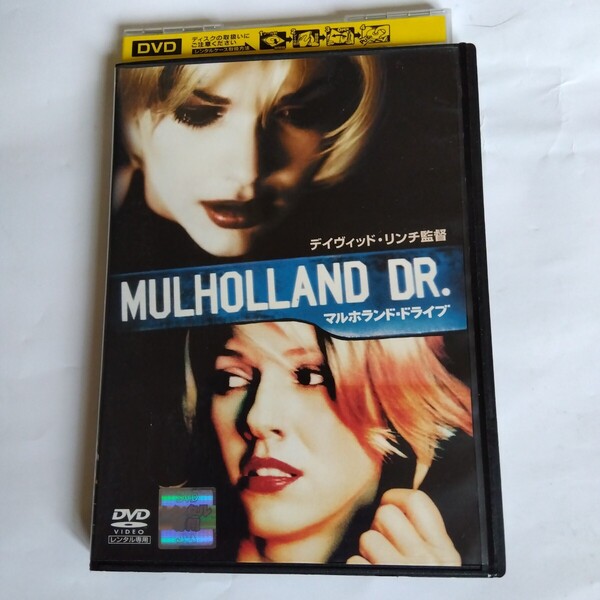 DVD
ディスクの取扱いに
ご注意ください
デイヴィッド・リンチ監督
MULHOLLAND DR.
マルホランド・ドライブ
DVD
VIDEO
レンタル専用